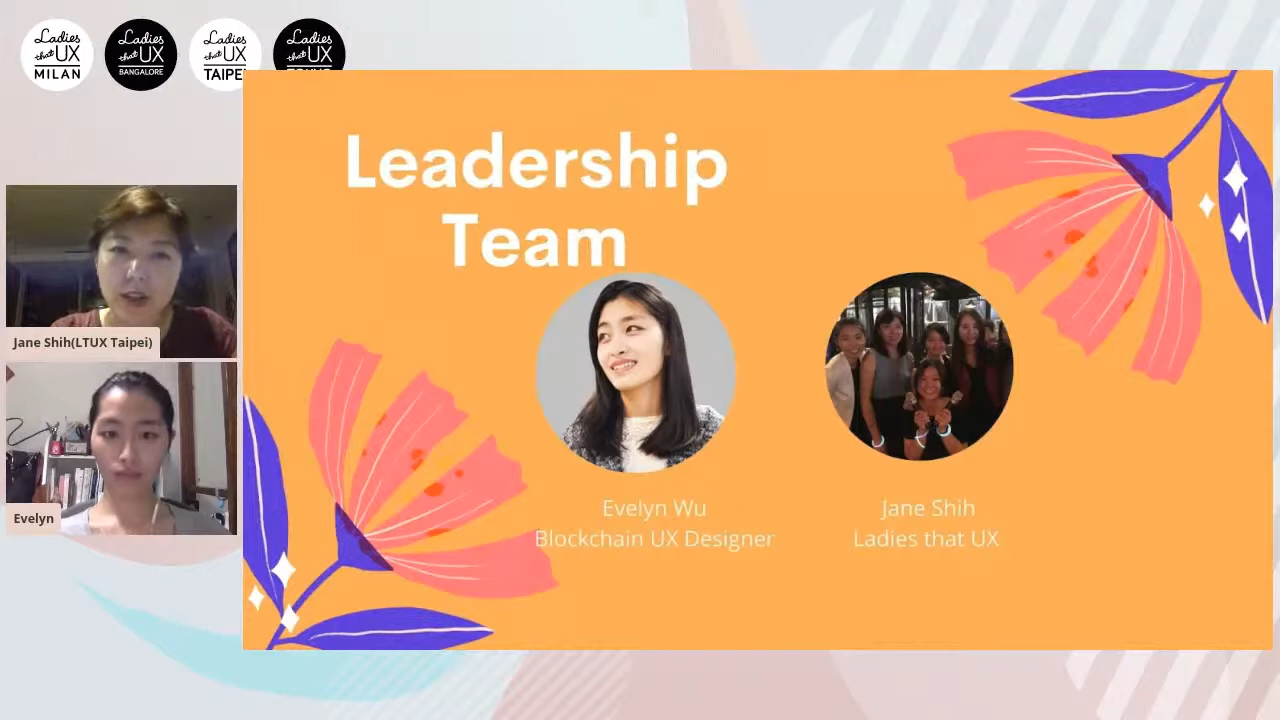 Ladies
that UX
MILAN
Ladies
that UX
BANGALORE
Ladies
that UX
TAIPEI
Ladies
that UX
Leadership
Team
Jane Shih(LTUX Taipei)
Evelyn
Evelyn Wu
Blockchain UX Designer
Jane Shih
Ladies that UX